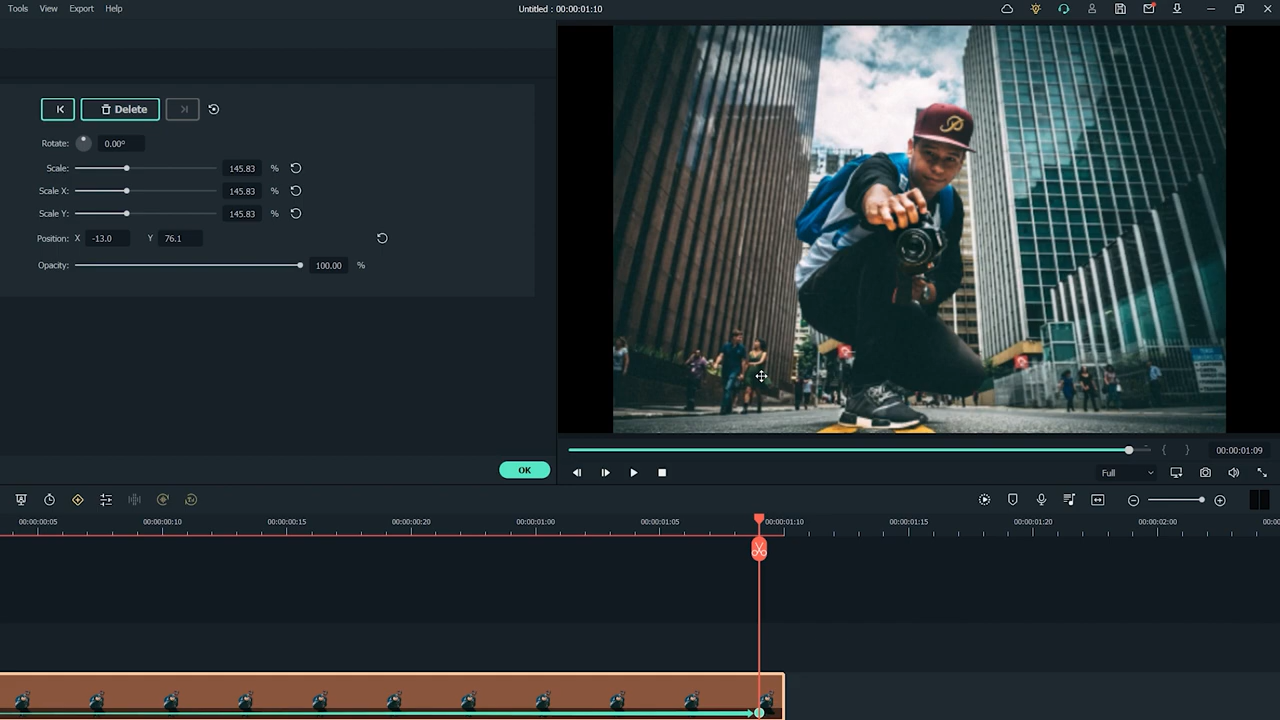 Tools View Export Help
Untitled : 00:00:01:10
Delete
Rotate: 0.00º
Scale: 145.83 %
Scale X: 145.83 %
Scale Y: 145.83 %
Position: X -13.0 Y 76.1
Opacity: 100.00 %
OK
00:00:01:09
Full
00:00:00:05 00:00:00:10 00:00:00:15 00:00:00:20 00:00:01:00 00:00:01:05 00:00:01:10 00:00:01:15 00:00:01:20 00:00:02:00